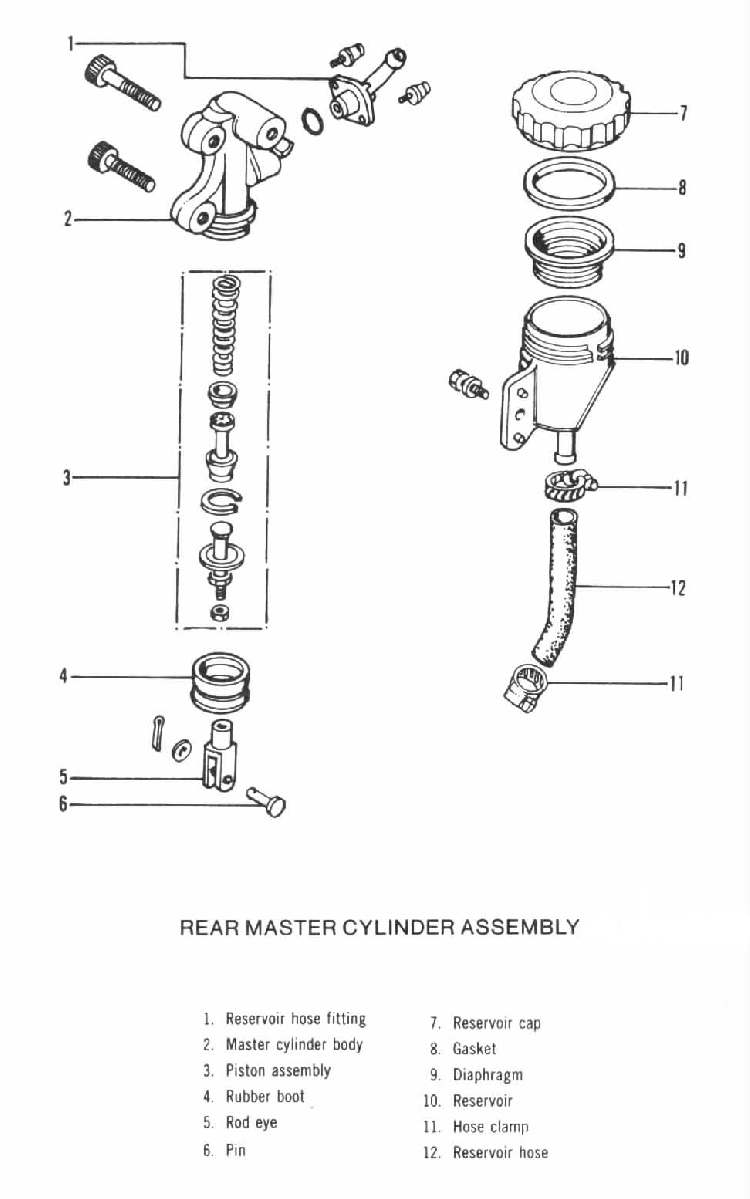 1
2
3
4
5
6
7
8
9
10
11
12
11
REAR MASTER CYLINDER ASSEMBLY
1. Reservoir hose fitting
2. Master cylinder body
3. Piston assembly
4. Rubber boot
5. Rod eye
6. Pin
7. Reservoir cap
8. Gasket
9. Diaphragm
10. Reservoir
11. Hose clamp
12. Reservoir hose